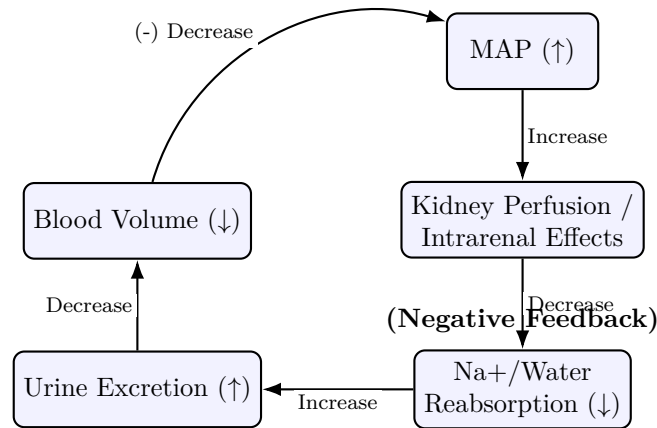 (-) Decrease
MAP (↑)
Increase
Kidney Perfusion /
Intrarenal Effects
Blood Volume (↓)
Decrease
Decrease
(Negative Feedback)
Na+/Water
Reabsorption (↓)
Urine Excretion (↑)
Increase